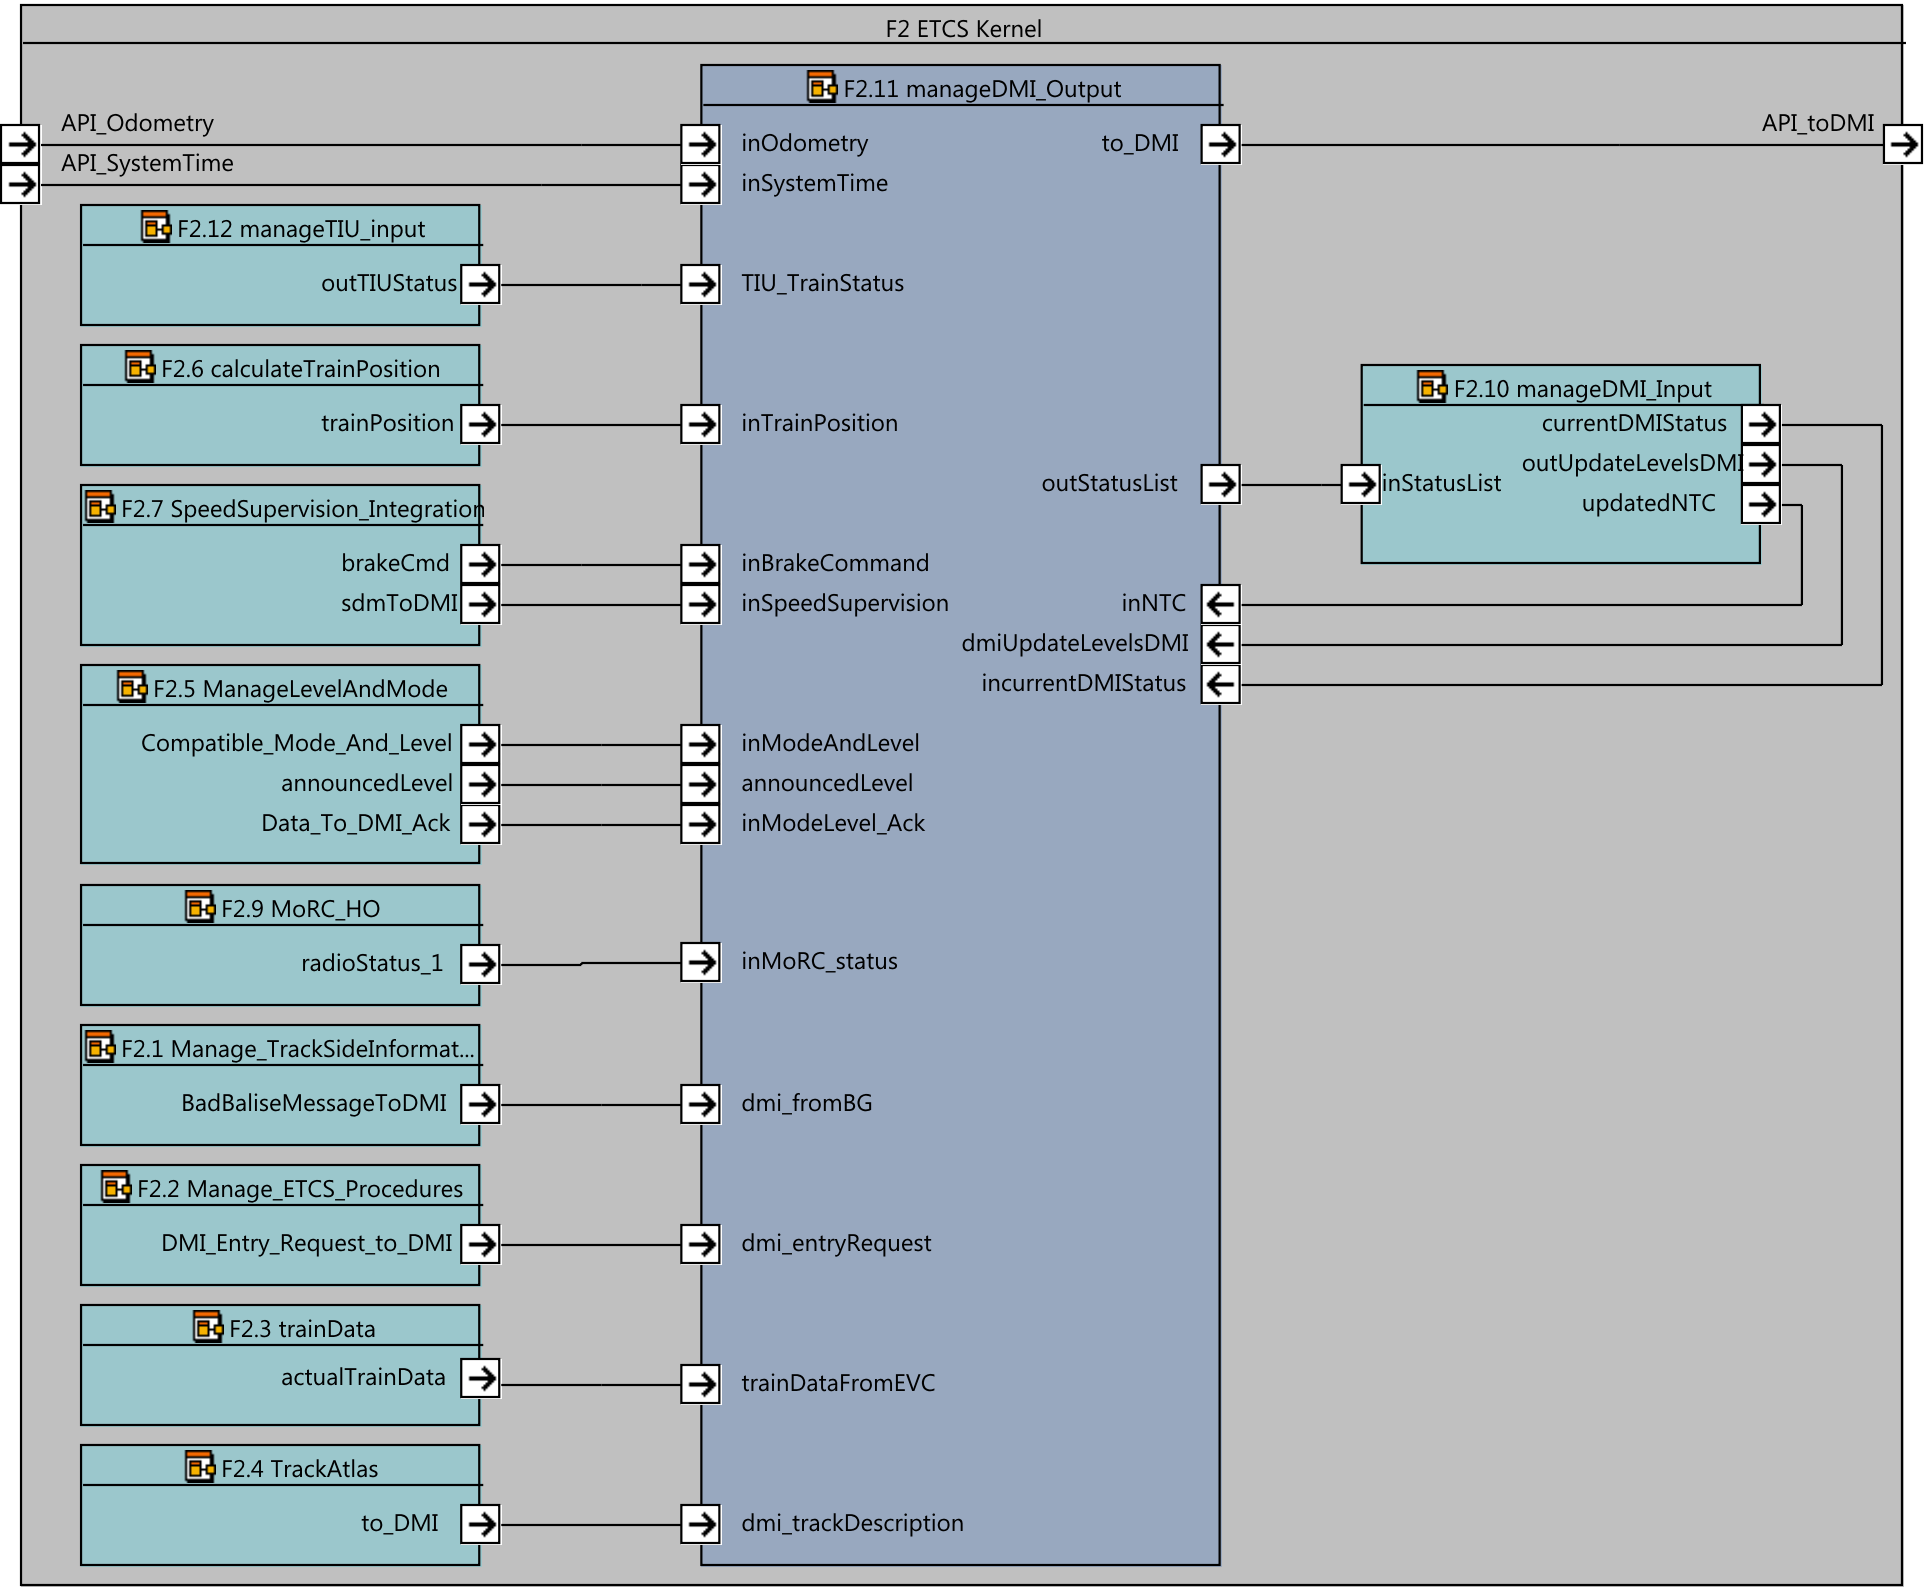 F2 ETCS Kernel
F2.11 manageDMI_Output
API_Odometry
inOdometry
to_DMI
API_toDMI
API_SystemTime
inSystemTime
F2.12 manageTIU_input
outTIUStatus
TIU_TrainStatus
F2.6 calculateTrainPosition
trainPosition
inTrainPosition
F2.10 manageDMI_Input
currentDMIStatus
outUpdateLevelsDMI
updatedNTC
outStatusList
inStatusList
F2.7 SpeedSupervision_Integration
brakeCmd
inBrakeCommand
sdmToDMI
inSpeedSupervision
inNTC
dmiUpdateLevelsDMI
incurrentDMIStatus
F2.5 ManageLevelAndMode
Compatible_Mode_And_Level
inModeAndLevel
announcedLevel
announcedLevel
Data_To_DMI_Ack
inModeLevel_Ack
F2.9 MoRC_HO
radioStatus_1
inMoRC_status
F2.1 Manage_TrackSideInformat...
BadBaliseMessageToDMI
dmi_fromBG
F2.2 Manage_ETCS_Procedures
DMI_Entry_Request_to_DMI
dmi_entryRequest
F2.3 trainData
actualTrainData
trainDataFromEVC
F2.4 TrackAtlas
to_DMI
dmi_trackDescription